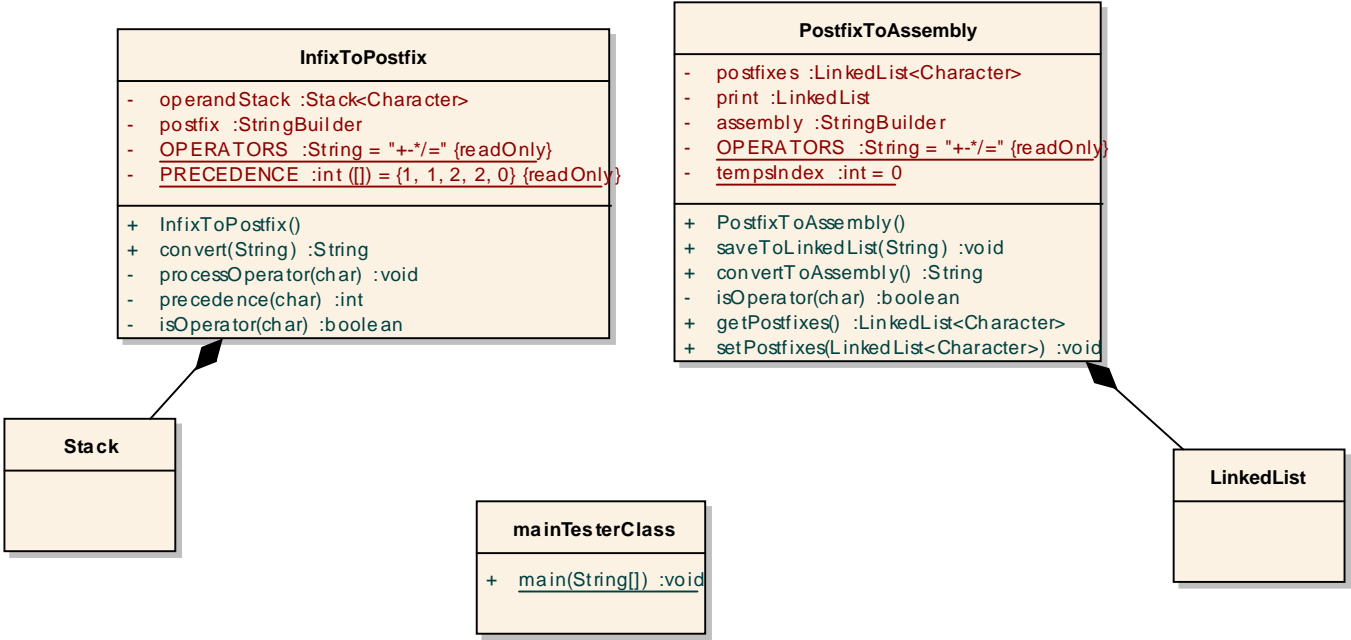 InfixToPostfix
- operandStack :Stack<Character>
- postfix :StringBuilder
- OPERATORS :String = "+-*/=" {readOnly}
- PRECEDENCE :int ([]) = {1, 1, 2, 2, 0} {readOnly}
+ InfixToPostfix()
+ convert(String) :String
- processOperator(char) :void
- precedence(char) :int
- isOperator(char) :boolean
PostfixToAssembly
- postfixes :LinkedList<Character>
- print :LinkedList
- assembly :StringBuilder
- OPERATORS :String = "+-*/=" {readOnly}
- tempsIndex :int = 0
+ PostfixToAssembly()
+ saveToLinkedList(String) :void
+ convertToAssembly() :String
- isOperator(char) :boolean
+ getPostfixes() :LinkedList<Character>
+ setPostfixes(LinkedList<Character>) :void
Stack
LinkedList
mainTesterClass
+ main(String[]) :void